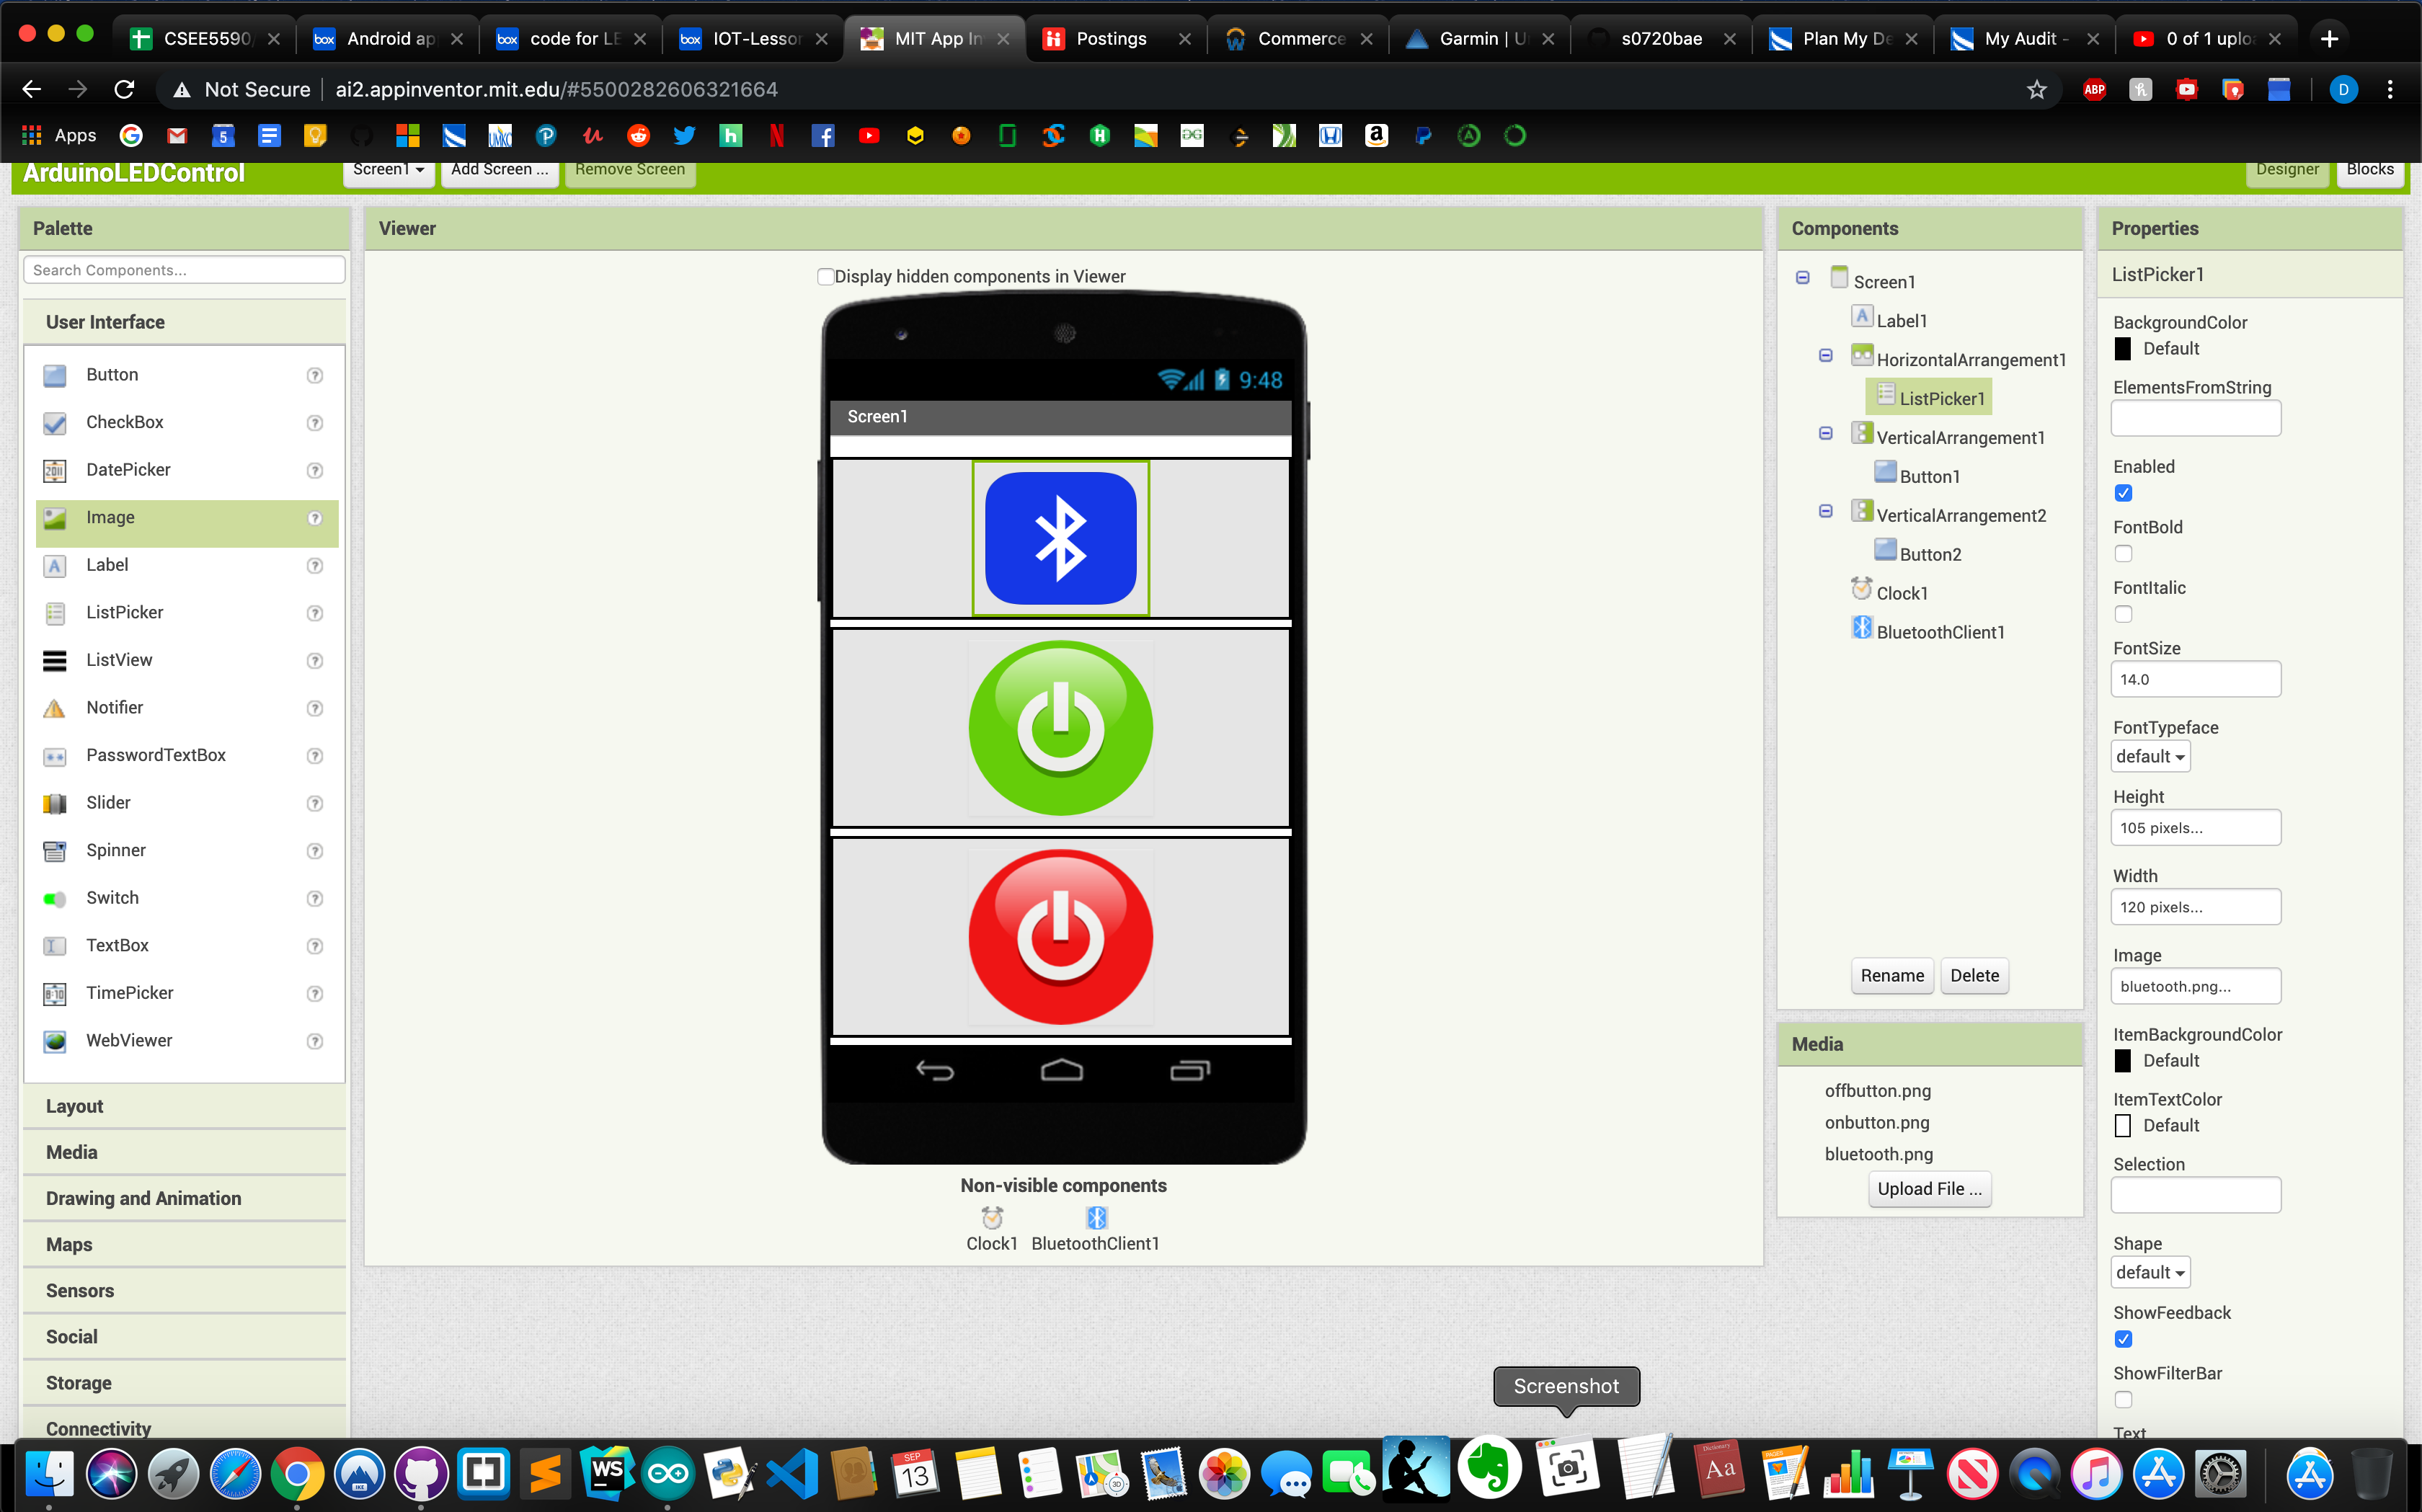 CSEE5590
Android ap
code for LE
IOT-Lesson
MIT App In
Postings
Commerce
Garmin | U
s0720bae
Plan My De
My Audit -
0 of 1 uplo
Not Secure
ai2.appinventor.mit.edu/#5500282606321664
ABP
D
Apps
ArduinoLEDControl
Screen1
Add Screen ...
Remove Screen
Designer
Blocks
Palette
Search Components...
User Interface
Button
CheckBox
DatePicker
Image
Label
ListPicker
ListView
Notifier
PasswordTextBox
Slider
Spinner
Switch
TextBox
TimePicker
WebViewer
Layout
Media
Drawing and Animation
Maps
Sensors
Social
Storage
Connectivity
Viewer
Display hidden components in Viewer
9:48
Screen1
Non-visible components
Clock1
BluetoothClient1
Components
Screen1
Label1
HorizontalArrangement1
ListPicker1
VerticalArrangement1
Button1
VerticalArrangement2
Button2
Clock1
BluetoothClient1
Rename
Delete
Media
offbutton.png
onbutton.png
bluetooth.png
Upload File ...
Properties
ListPicker1
BackgroundColor
Default
ElementsFromString
Enabled
FontBold
FontItalic
FontSize
14.0
FontTypeface
default
Height
105 pixels...
Width
120 pixels...
Image
bluetooth.png...
ItemBackgroundColor
Default
ItemTextColor
Default
Selection
Shape
default
ShowFeedback
ShowFilterBar
Text
Screenshot
WS
SEP
13
Aa